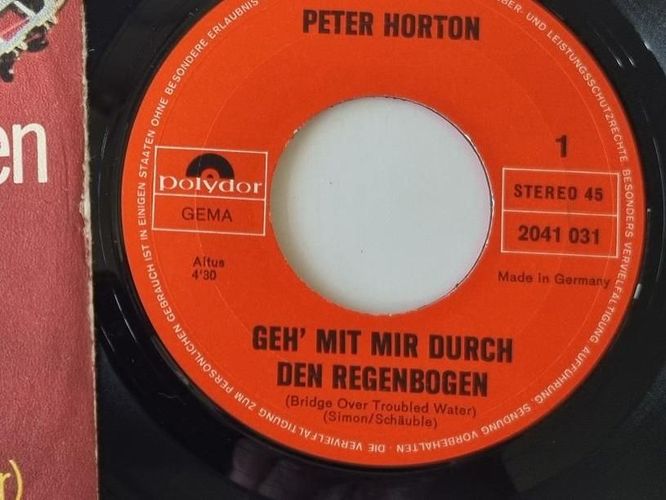 en
r)
PETER HORTON
1
polydor
GEMA
STEREO 45
2041 031
Altus
4'30
Made in Germany
GEH' MIT MIR DURCH
DEN REGENBOGEN
(Bridge Over Troubled Water)
(Simon/Schäuble)
BER- UND LEISTUNGSSCHUTZRECHTE, BESONDERS VERVIELFÄLTIGUNG, AUFFÜHRUNG, SENDUNG VORBEHALTEN · DIE VERVIELFÄLTIGUNG ZUM PERSÖNLICHEN GEBRAUCH IST IN EINIGEN STAATEN OHNE BESONDERE ERLAUBNIS